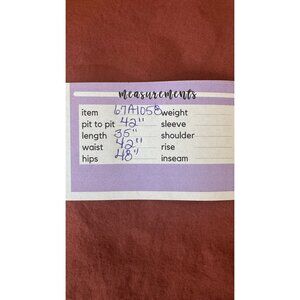 measurements
item 67A1058 weight
pit to pit 42" sleeve
length 35" shoulder
waist 42" rise
hips 48" inseam